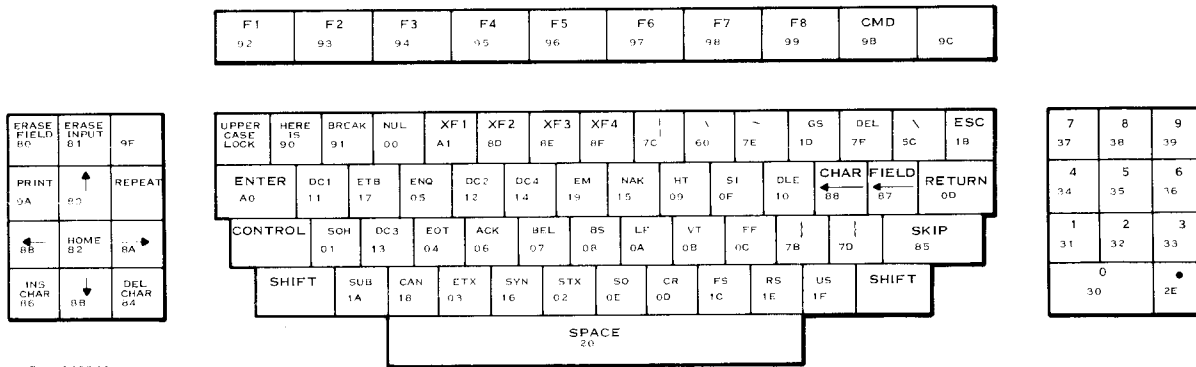 F1 F2 F3 F4 F5 F6 F7 F8 CMD
92 93 94 95 96 97 98 99 9B 9C
ERASE FIELD 80 ERASE INPUT 81 9F
PRINT 9A ↑ 83 REPEAT
← 8B HOME 82 → 8A
INS CHAR 86 ↓ 88 DEL CHAR 84
UPPER CASE LOCK HERE IS 90 BREAK 91 NUL 00 XF1 A1 XF2 8D XF3 8E XF4 8F ¦ 7C \ 60 ~ 7E GS 1D DEL 7F \ 5C ESC 1B
ENTER A0 DC1 11 ETB 17 ENQ 05 DC2 12 DC4 14 EM 19 NAK 15 HT 09 SI 0F DLE 10 CHAR ← 88 FIELD ← 87 RETURN 0D
CONTROL SOH 01 DC3 13 EOT 04 ACK 06 BEL 07 BS 08 LF 0A VT 0B FF 0C { 7B } 7D SKIP 85
SHIFT SUB 1A CAN 18 ETX 03 SYN 16 STX 02 SO 0E CR 0D FS 1C RS 1E US 1F SHIFT
SPACE
20
7 8 9
37 38 39
4 5 6
34 35 36
1 2 3
31 32 33
0 •
30 2E